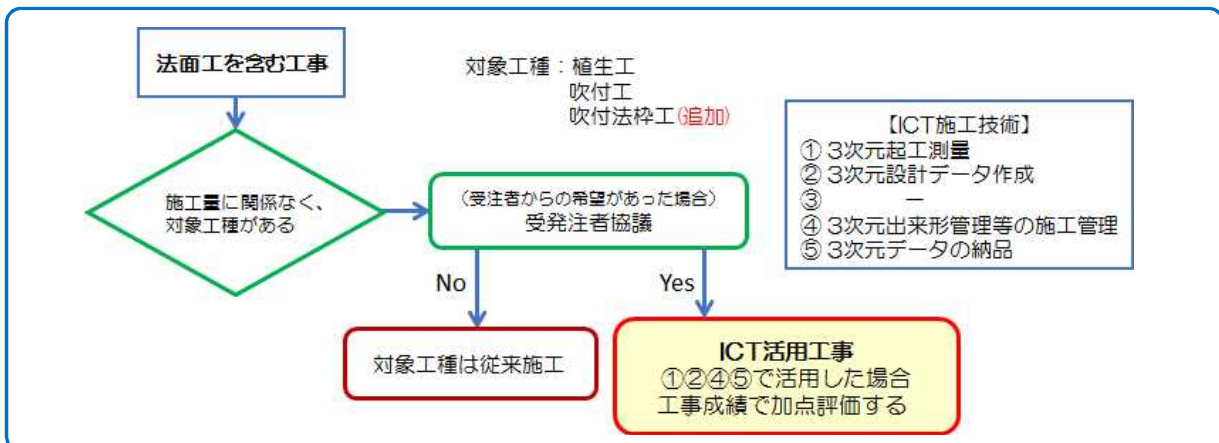 法面工を含む工事
対象工種：植生工
吹付工
吹付法枠工(追加)
【ICT施工技術】
① 3次元起工測量
② 3次元設計データ作成
③ ー
④ 3次元出来形管理等の施工管理
⑤ 3次元データの納品
施工量に関係なく、
対象工種がある
（受注者からの希望があった場合）
受発注者協議
No
Yes
対象工種は従来施工
ICT活用工事
①②④⑤で活用した場合
工事成績で加点評価する